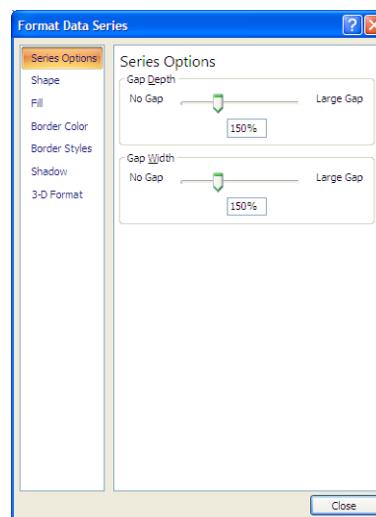 Format Data Series
Series Options
Shape
Fill
Border Color
Border Styles
Shadow
3-D Format
Series Options
Gap Depth
No Gap Large Gap
150%
Gap Width
No Gap Large Gap
150%
Close